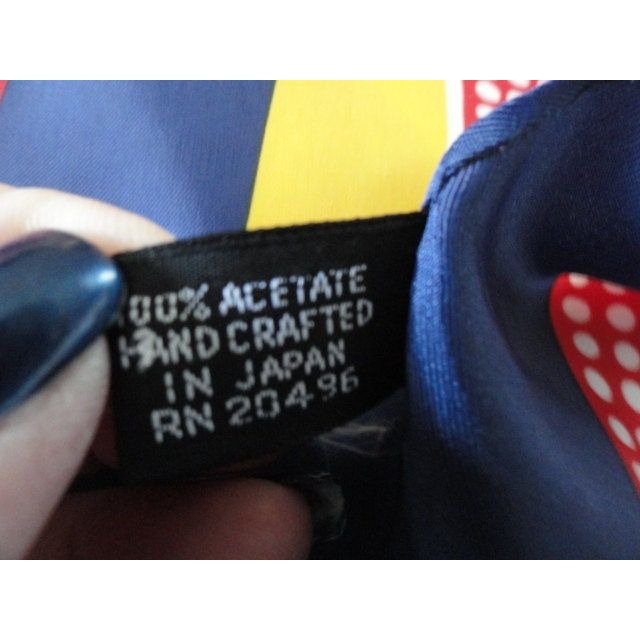 100% ACETATE
HAND CRAFTED
IN JAPAN
RN 20496